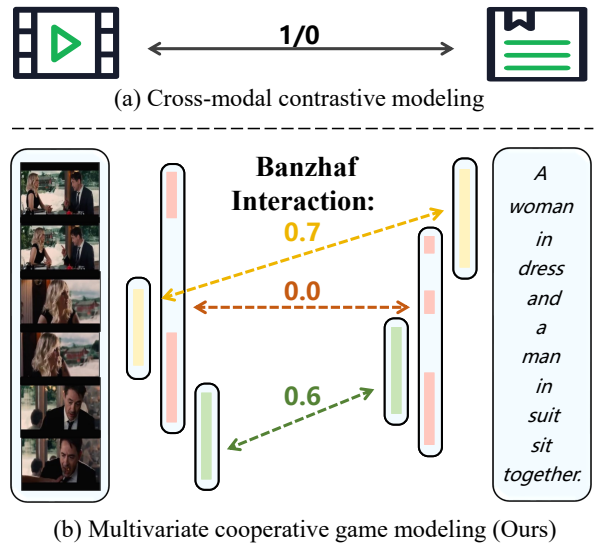 1/0
(a) Cross-modal contrastive modeling
Banzhaf
Interaction:
0.7
0.0
0.6
A
woman
in
dress
and
a
man
in
suit
sit
together.
(b) Multivariate cooperative game modeling (Ours)